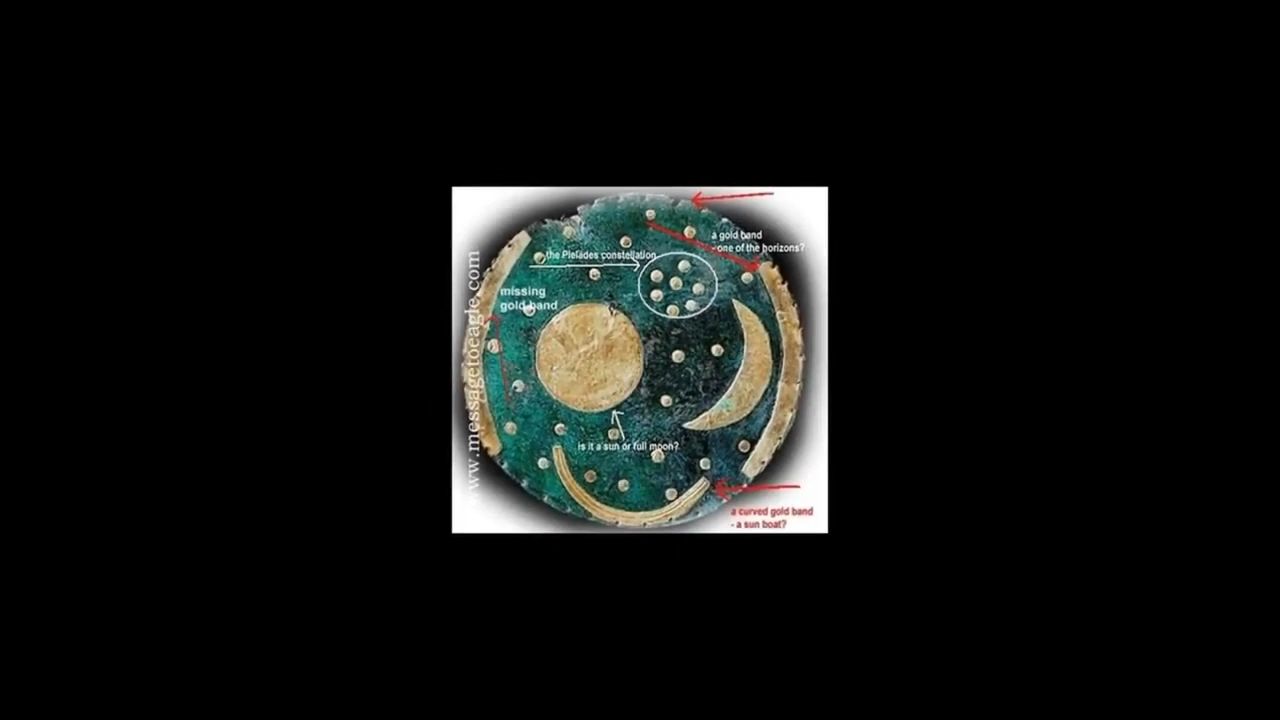 a gold band
- one of the horizons?
the Pleiades constellation
missing
gold band
www.messagetoeagle.com
is it a sun or full moon?
a curved gold band
- a sun boat?